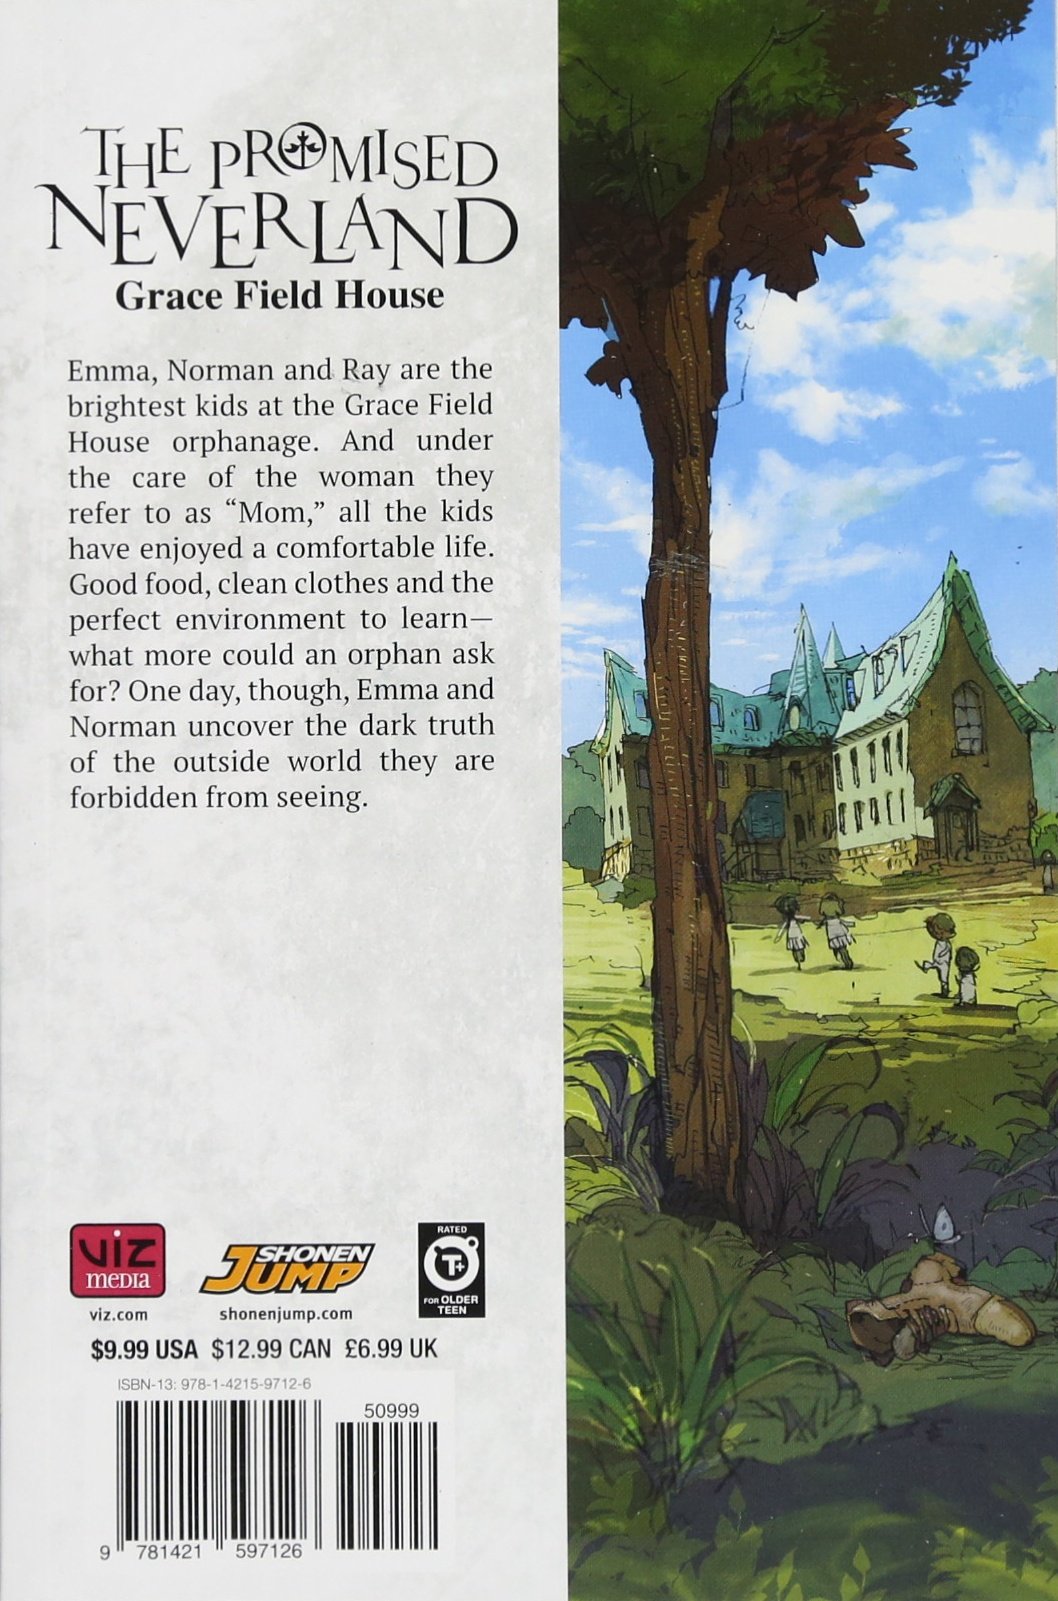 THE PROMISED
NEVERLAND
Grace Field House
Emma, Norman and Ray are the
brightest kids at the Grace Field
House orphanage. And under
the care of the woman they
refer to as “Mom,” all the kids
have enjoyed a comfortable life.
Good food, clean clothes and the
perfect environment to learn—
what more could an orphan ask
for? One day, though, Emma and
Norman uncover the dark truth
of the outside world they are
forbidden from seeing.
VIZ
MEDIA
viz.com
SHONEN
JUMP
shonenjump.com
RATED
T+
FOR OLDER
TEEN
$9.99 USA $12.99 CAN £6.99 UK
ISBN-13: 978-1-4215-9712-6
50999
9 781421 597126